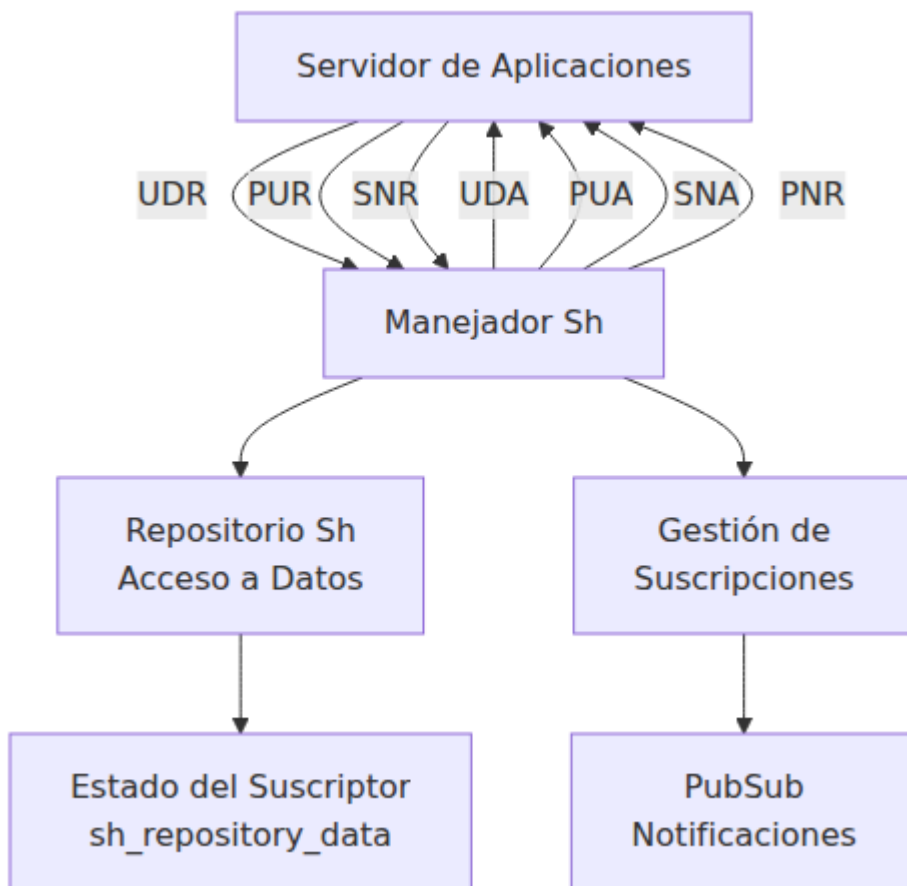 Servidor de Aplicaciones
UDR PUR SNR UDA PUA SNA PNR
Manejador Sh
Repositorio Sh
Acceso a Datos
Gestión de
Suscripciones
Estado del Suscriptor
sh_repository_data
PubSub
Notificaciones